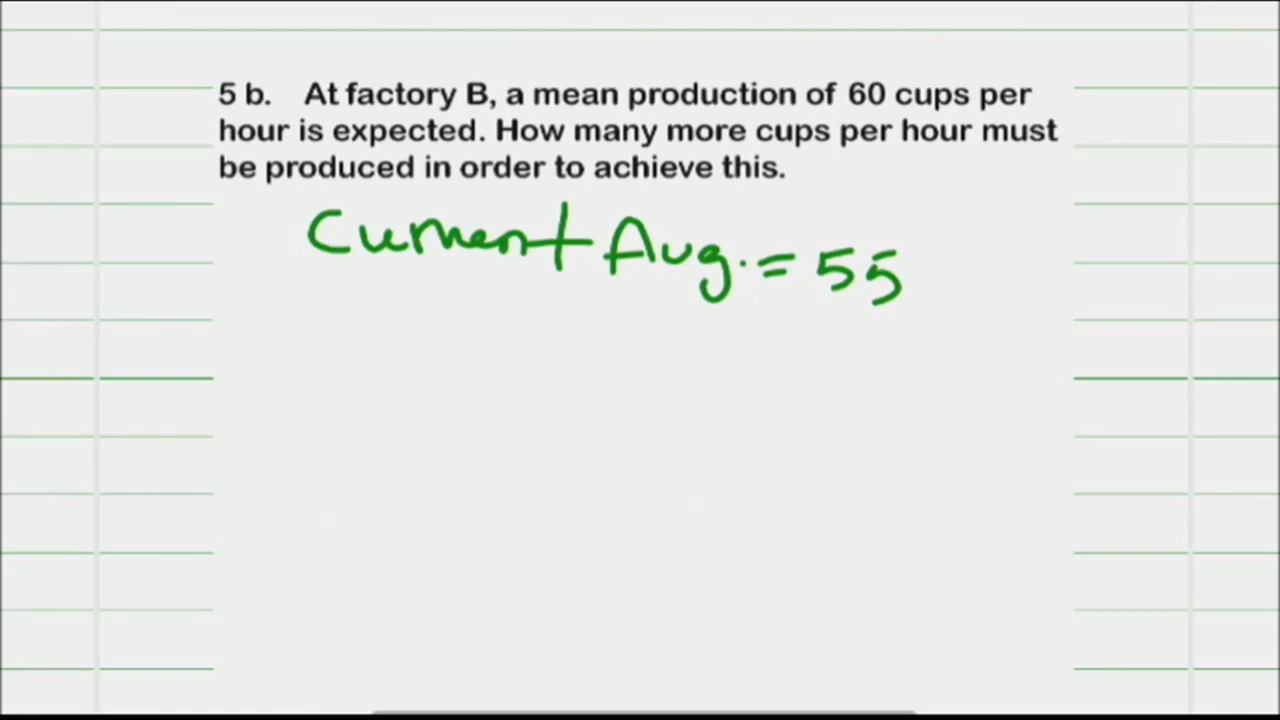 5 b. At factory B, a mean production of 60 cups per
hour is expected. How many more cups per hour must
be produced in order to achieve this.
Current Avg. = 55